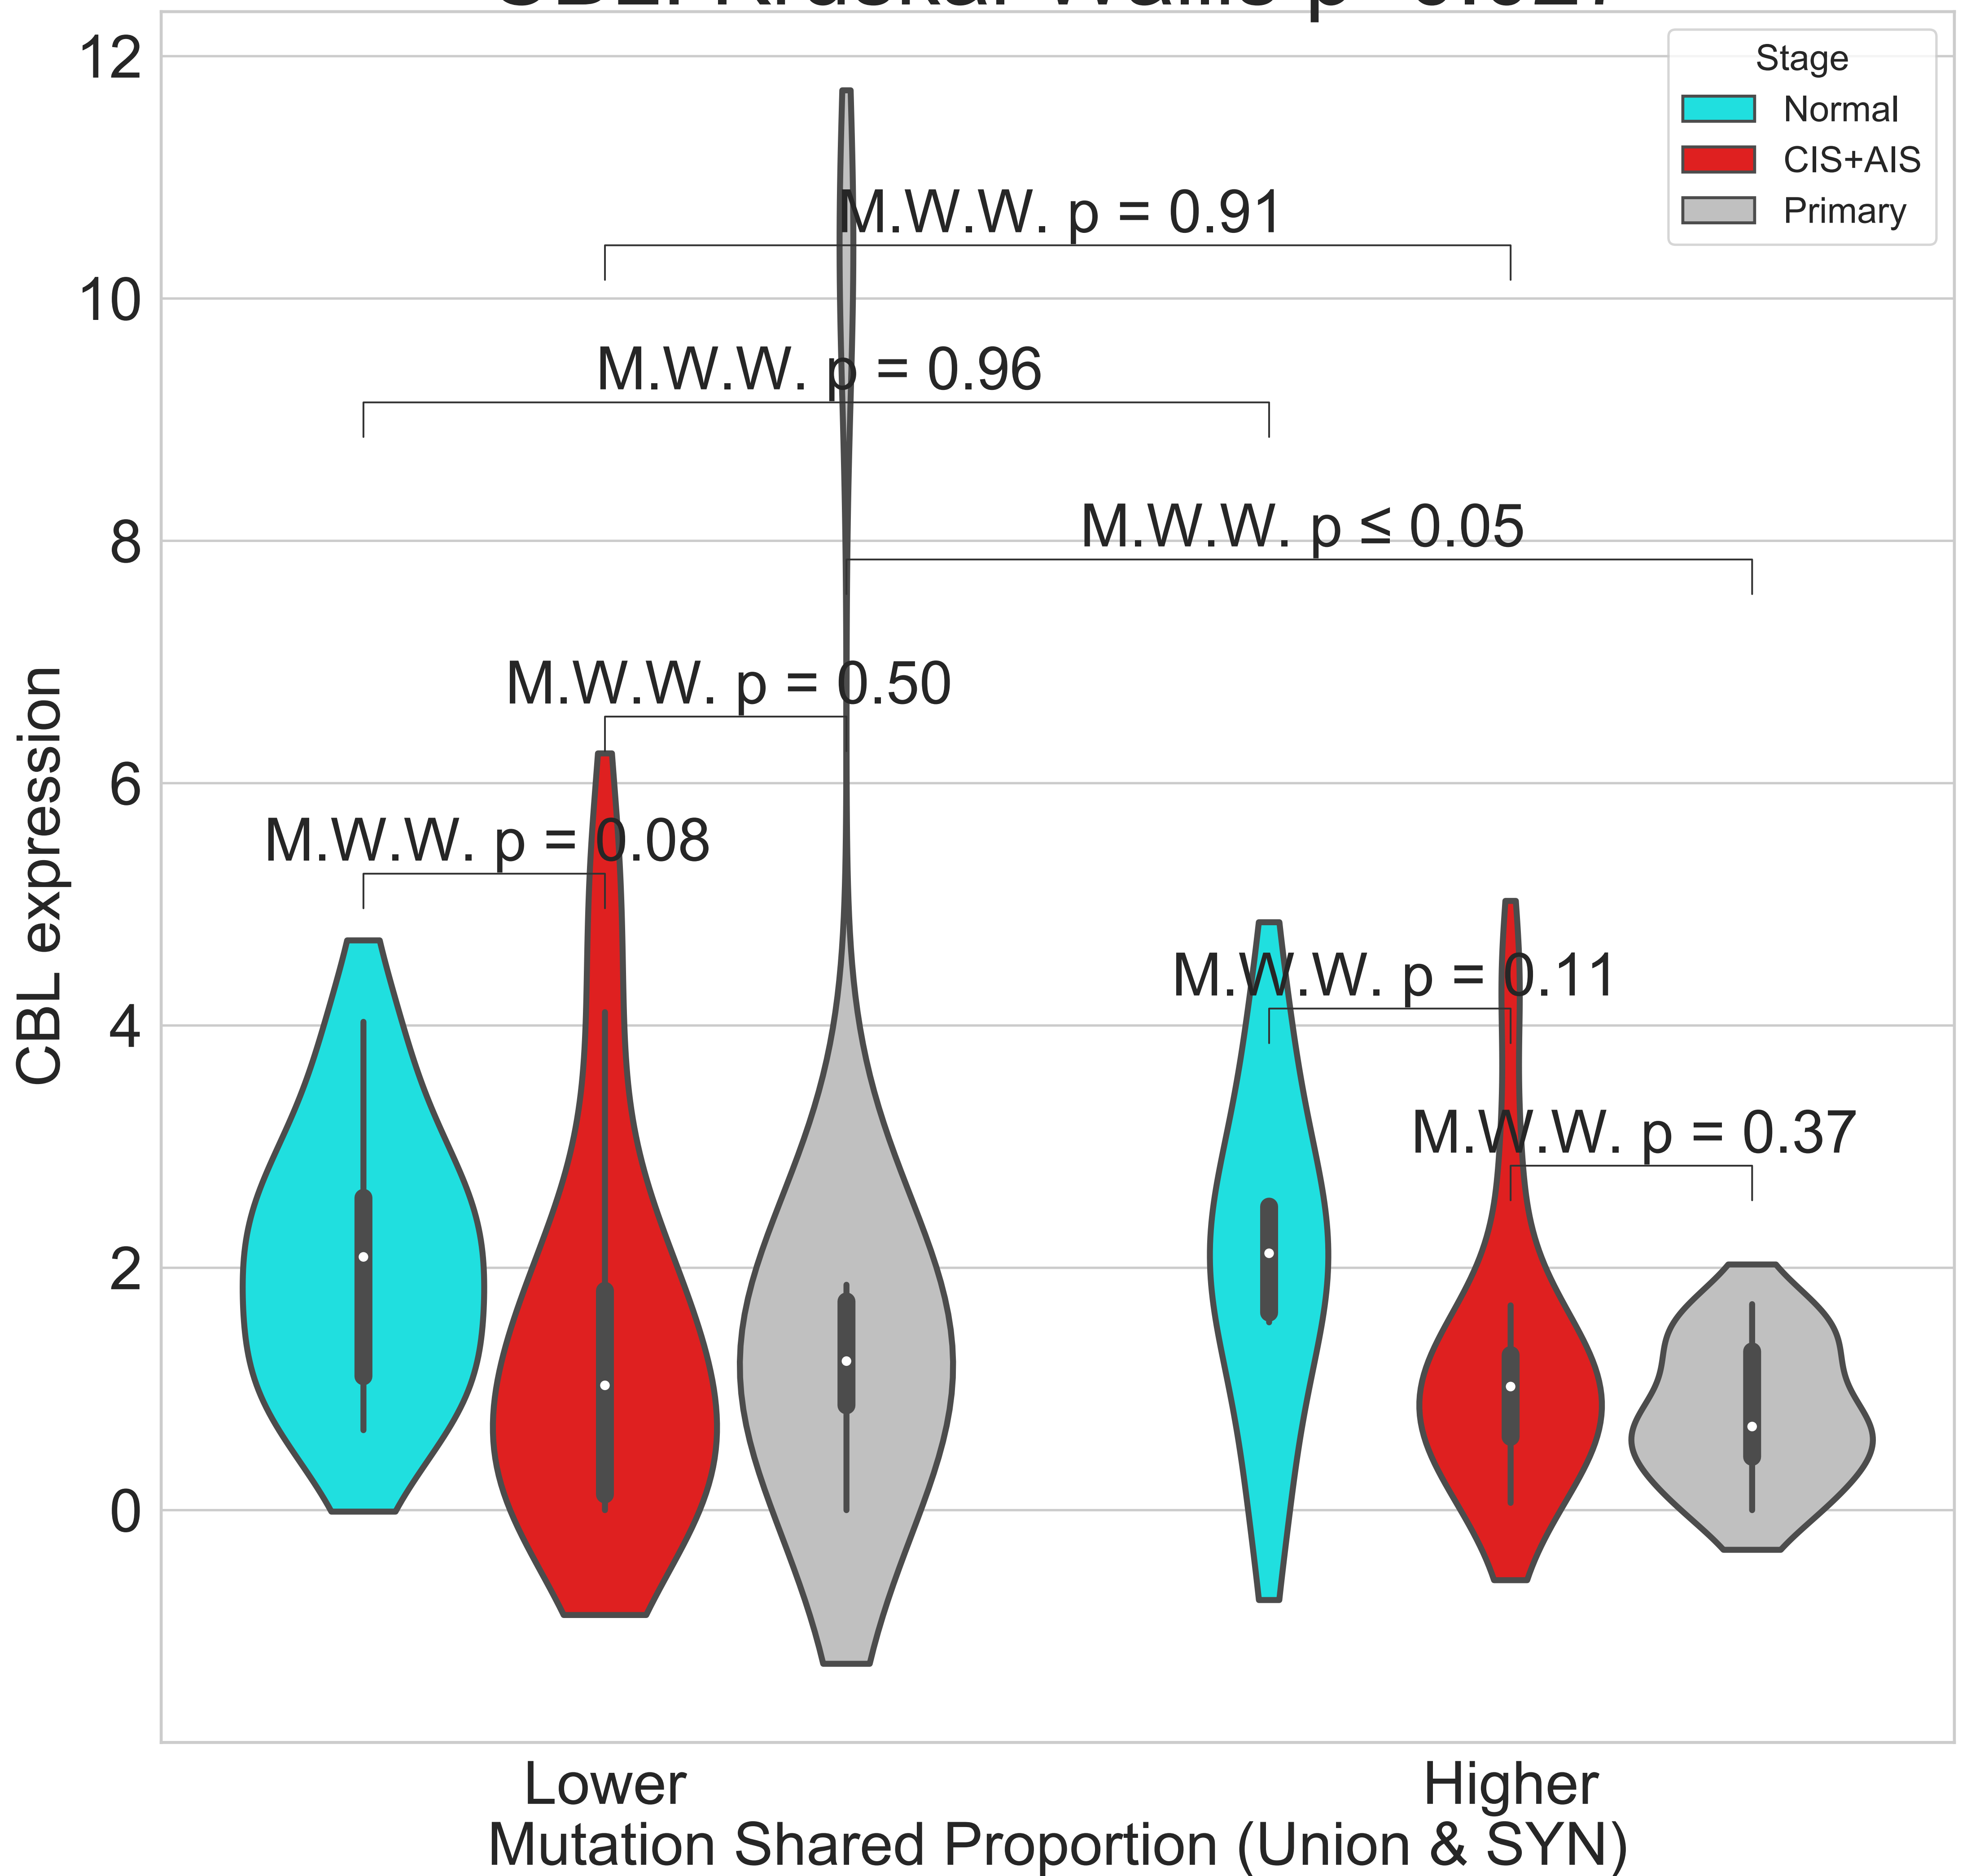 12
10
8
6
4
2
0
CBL expression
Stage
Normal
CIS+AIS
Primary
M.W.W. p = 0.91
M.W.W. p = 0.96
M.W.W. p ≤ 0.05
M.W.W. p = 0.50
M.W.W. p = 0.08
M.W.W. p = 0.11
M.W.W. p = 0.37
Lower
Higher
Mutation Shared Proportion (Union & SYN)